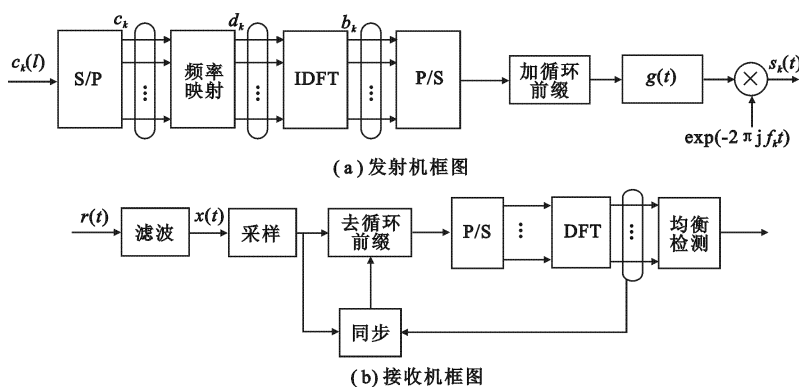 c_k
d_k
b_k
c_k(l)
S/P
频率
映射
IDFT
P/S
加循环
前缀
g(t)
s_k(t)
exp(-2πjf_kt)
(a)发射机框图
r(t)
滤波
x(t)
采样
去循环
前缀
P/S
DFT
均衡
检测
同步
(b)接收机框图